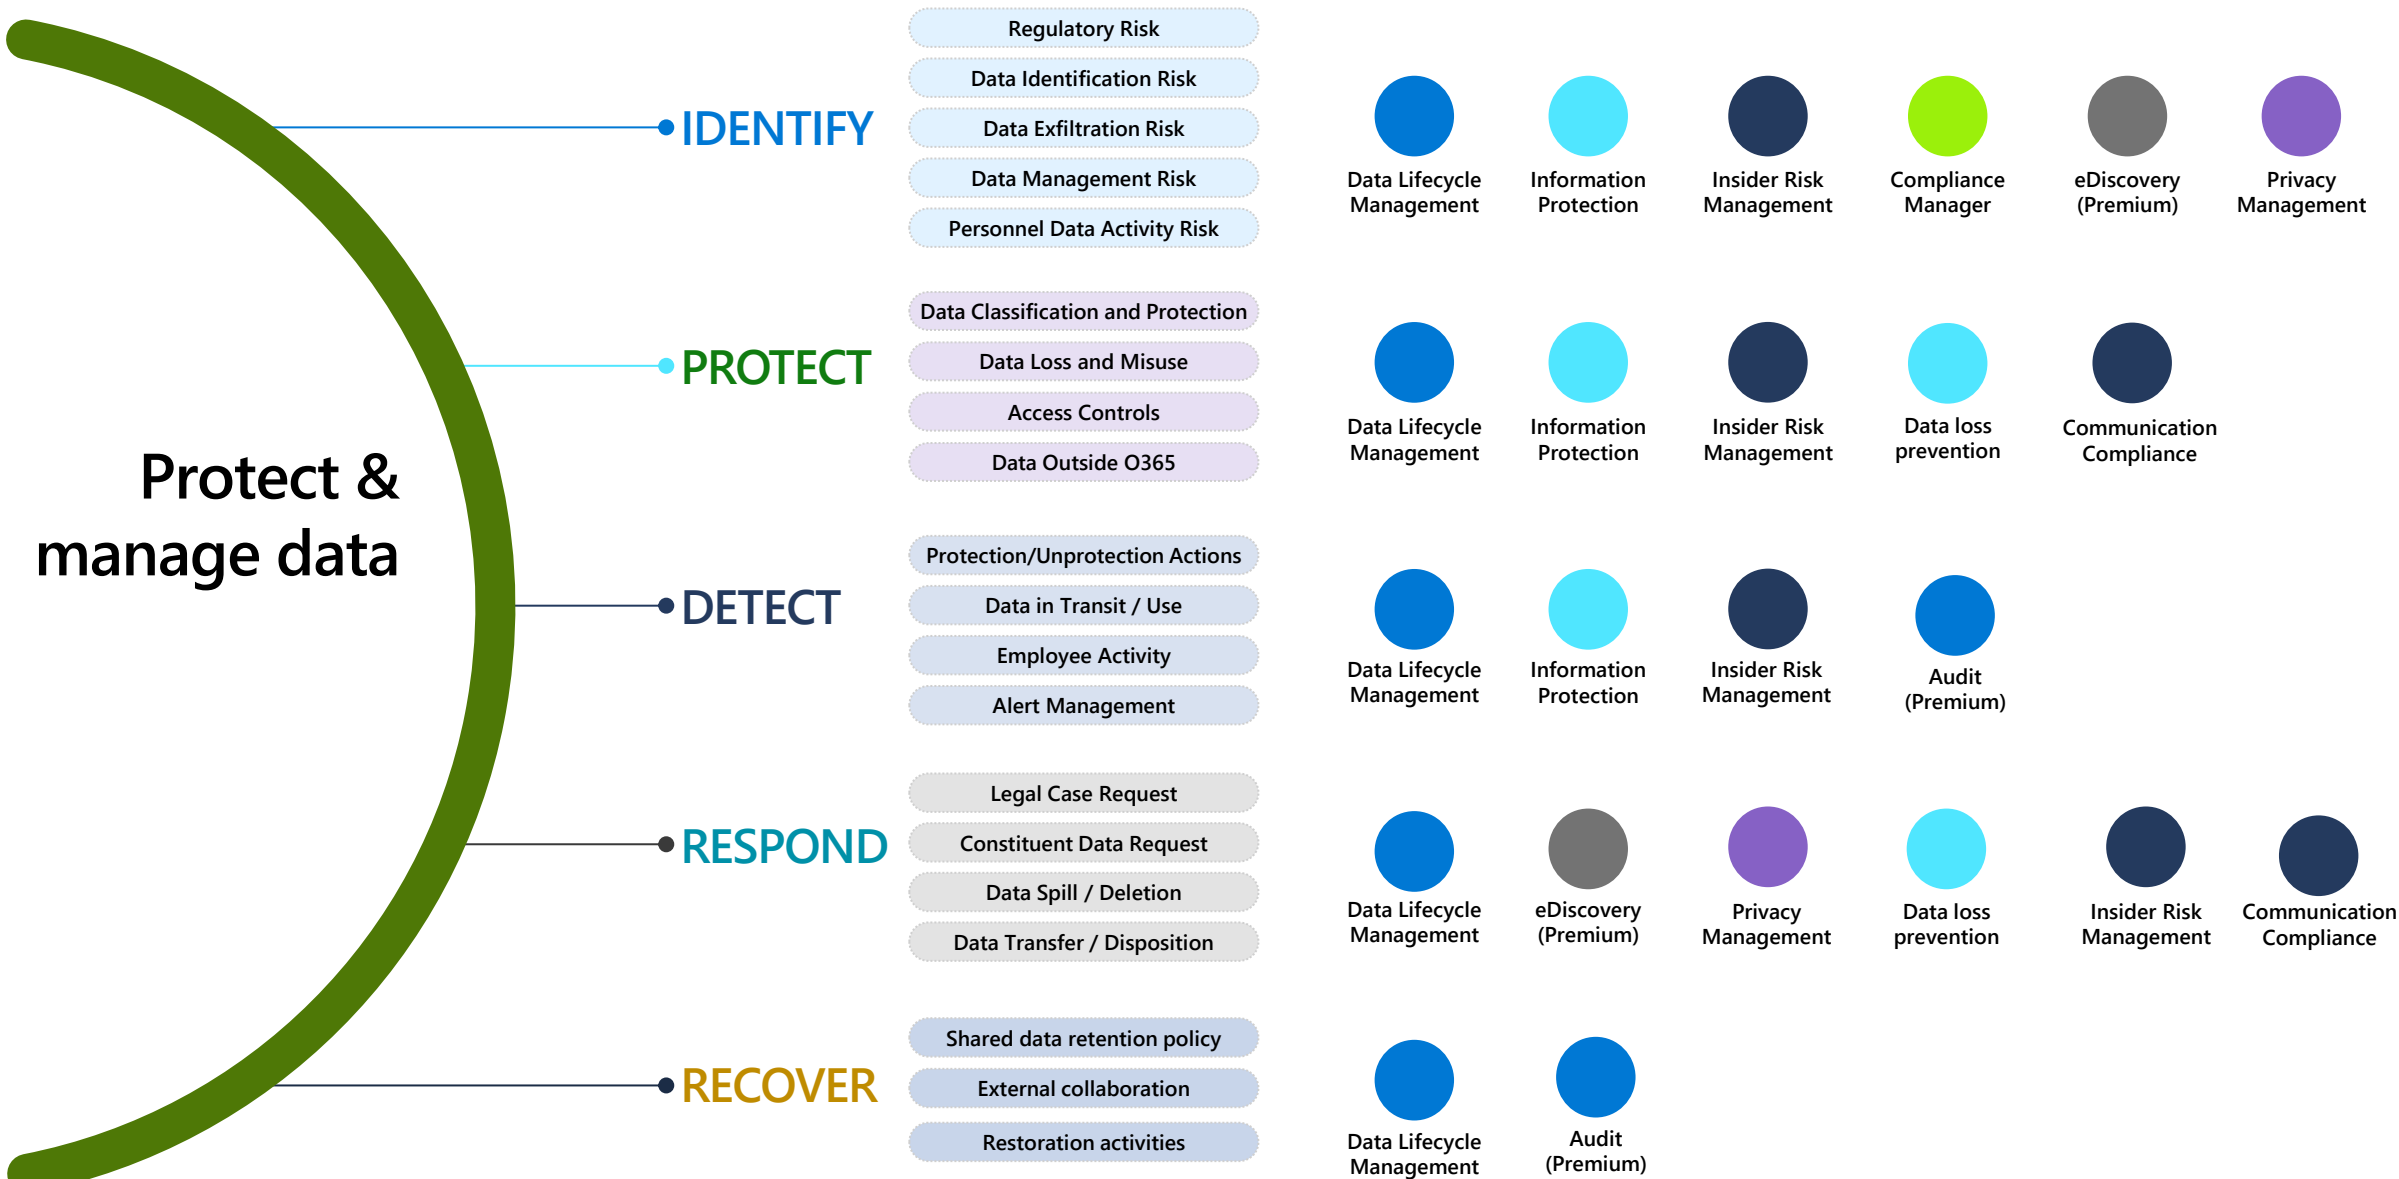 Protect &
manage data
IDENTIFY
Regulatory Risk
Data Identification Risk
Data Exfiltration Risk
Data Management Risk
Personnel Data Activity Risk
Data Lifecycle
Management
Information
Protection
Insider Risk
Management
Compliance
Manager
eDiscovery
(Premium)
Privacy
Management
PROTECT
Data Classification and Protection
Data Loss and Misuse
Access Controls
Data Outside O365
Data Lifecycle
Management
Information
Protection
Insider Risk
Management
Data loss
prevention
Communication
Compliance
DETECT
Protection/Unprotection Actions
Data in Transit / Use
Employee Activity
Alert Management
Data Lifecycle
Management
Information
Protection
Insider Risk
Management
Audit
(Premium)
RESPOND
Legal Case Request
Constituent Data Request
Data Spill / Deletion
Data Transfer / Disposition
Data Lifecycle
Management
eDiscovery
(Premium)
Privacy
Management
Data loss
prevention
Insider Risk
Management
Communication
Compliance
RECOVER
Shared data retention policy
External collaboration
Restoration activities
Data Lifecycle
Management
Audit
(Premium)